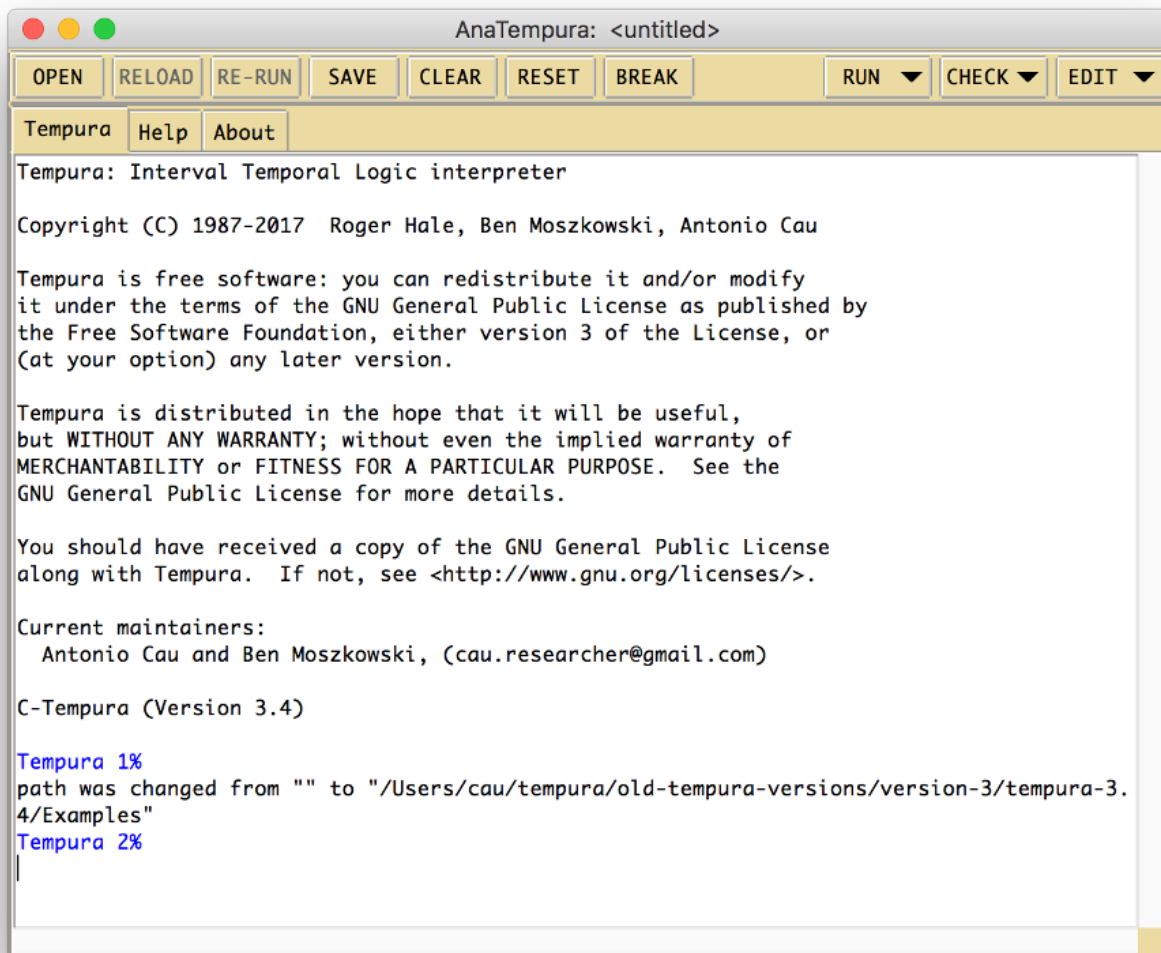 AnaTempura: <untitled>
OPEN RELOAD RE-RUN SAVE CLEAR RESET BREAK RUN CHECK EDIT
Tempura Help About
Tempura: Interval Temporal Logic interpreter
Copyright (C) 1987-2017  Roger Hale, Ben Moszkowski, Antonio Cau
Tempura is free software: you can redistribute it and/or modify
it under the terms of the GNU General Public License as published by
the Free Software Foundation, either version 3 of the License, or
(at your option) any later version.
Tempura is distributed in the hope that it will be useful,
but WITHOUT ANY WARRANTY; without even the implied warranty of
MERCHANTABILITY or FITNESS FOR A PARTICULAR PURPOSE.  See the
GNU General Public License for more details.
You should have received a copy of the GNU General Public License
along with Tempura.  If not, see <http://www.gnu.org/licenses/>.
Current maintainers:
Antonio Cau and Ben Moszkowski, (cau.researcher@gmail.com)
C-Tempura (Version 3.4)
Tempura 1%
path was changed from "" to "/Users/cau/tempura/old-tempura-versions/version-3/tempura-3.
4/Examples"
Tempura 2%